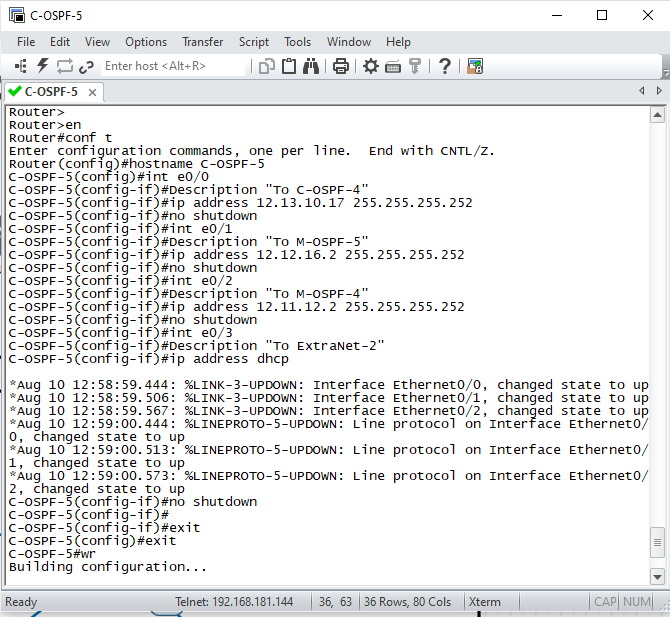 C-OSPF-5
File Edit View Options Transfer Script Tools Window Help
Enter host <Alt+R>
C-OSPF-5
Router>
Router>en
Router#conf t
Enter configuration commands, one per line.  End with CNTL/Z.
Router(config)#hostname C-OSPF-5
C-OSPF-5(config)#int e0/0
C-OSPF-5(config-if)#Description "To C-OSPF-4"
C-OSPF-5(config-if)#ip address 12.13.10.17 255.255.255.252
C-OSPF-5(config-if)#no shutdown
C-OSPF-5(config-if)#int e0/1
C-OSPF-5(config-if)#Description "To M-OSPF-5"
C-OSPF-5(config-if)#ip address 12.12.16.2 255.255.255.252
C-OSPF-5(config-if)#no shutdown
C-OSPF-5(config-if)#int e0/2
C-OSPF-5(config-if)#Description "To M-OSPF-4"
C-OSPF-5(config-if)#ip address 12.11.12.2 255.255.255.252
C-OSPF-5(config-if)#no shutdown
C-OSPF-5(config-if)#int e0/3
C-OSPF-5(config-if)#Description "To ExtraNet-2"
C-OSPF-5(config-if)#ip address dhcp
*Aug 10 12:58:59.444: %LINK-3-UPDOWN: Interface Ethernet0/0, changed state to up
*Aug 10 12:58:59.506: %LINK-3-UPDOWN: Interface Ethernet0/1, changed state to up
*Aug 10 12:58:59.567: %LINK-3-UPDOWN: Interface Ethernet0/2, changed state to up
*Aug 10 12:59:00.444: %LINEPROTO-5-UPDOWN: Line protocol on Interface Ethernet0/
0, changed state to up
*Aug 10 12:59:00.513: %LINEPROTO-5-UPDOWN: Line protocol on Interface Ethernet0/
1, changed state to up
*Aug 10 12:59:00.573: %LINEPROTO-5-UPDOWN: Line protocol on Interface Ethernet0/
2, changed state to up
C-OSPF-5(config-if)#no shutdown
C-OSPF-5(config-if)#
C-OSPF-5(config-if)#exit
C-OSPF-5(config)#exit
C-OSPF-5#wr
Building configuration...
Ready Telnet: 192.168.181.144 36, 63 36 Rows, 80 Cols Xterm CAP NUM